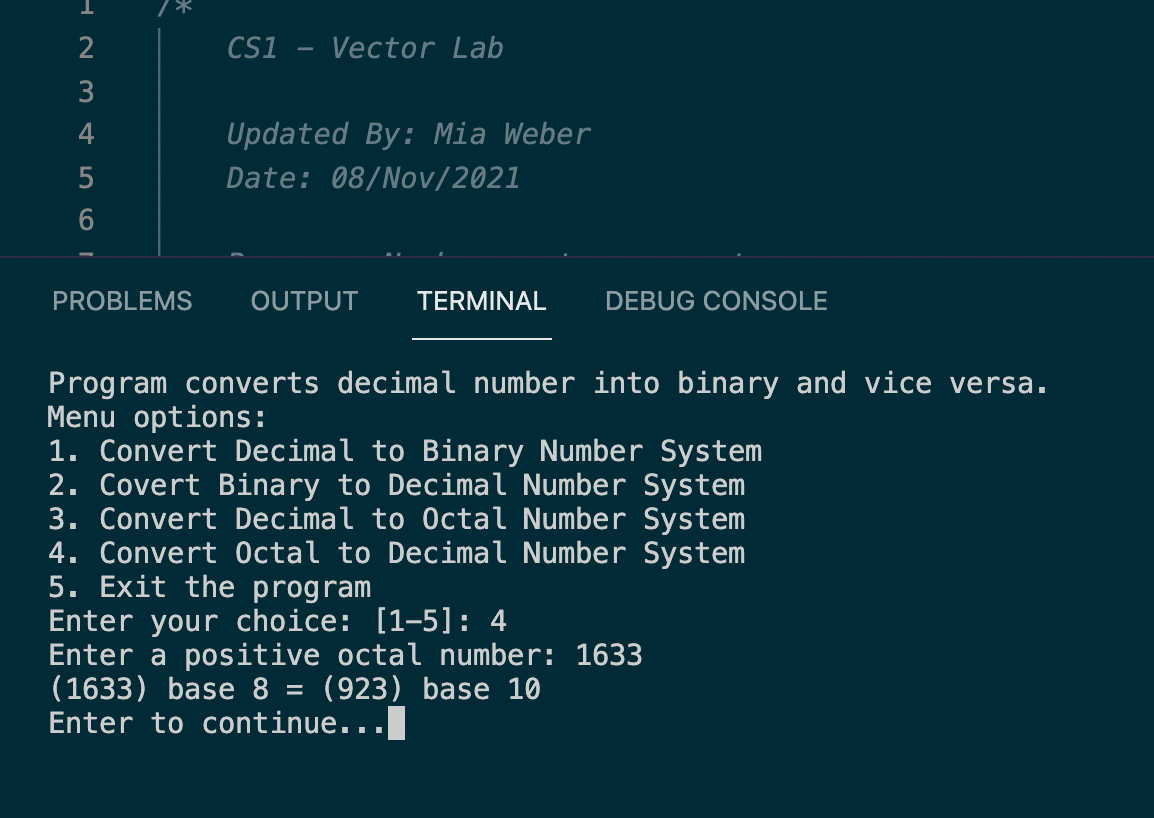 1 /*
2 CS1 - Vector Lab
3
4 Updated By: Mia Weber
5 Date: 08/Nov/2021
6
PROBLEMS OUTPUT TERMINAL DEBUG CONSOLE
Program converts decimal number into binary and vice versa.
Menu options:
1. Convert Decimal to Binary Number System
2. Covert Binary to Decimal Number System
3. Convert Decimal to Octal Number System
4. Convert Octal to Decimal Number System
5. Exit the program
Enter your choice: [1-5]: 4
Enter a positive octal number: 1633
(1633) base 8 = (923) base 10
Enter to continue...